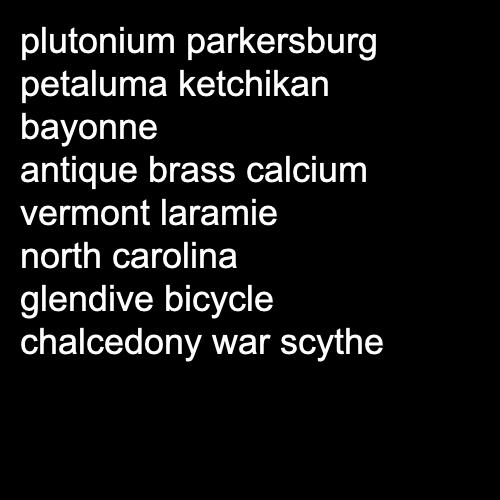 plutonium parkersburg
petaluma ketchikan
bayonne
antique brass calcium
vermont laramie
north carolina
glendive bicycle
chalcedony war scythe